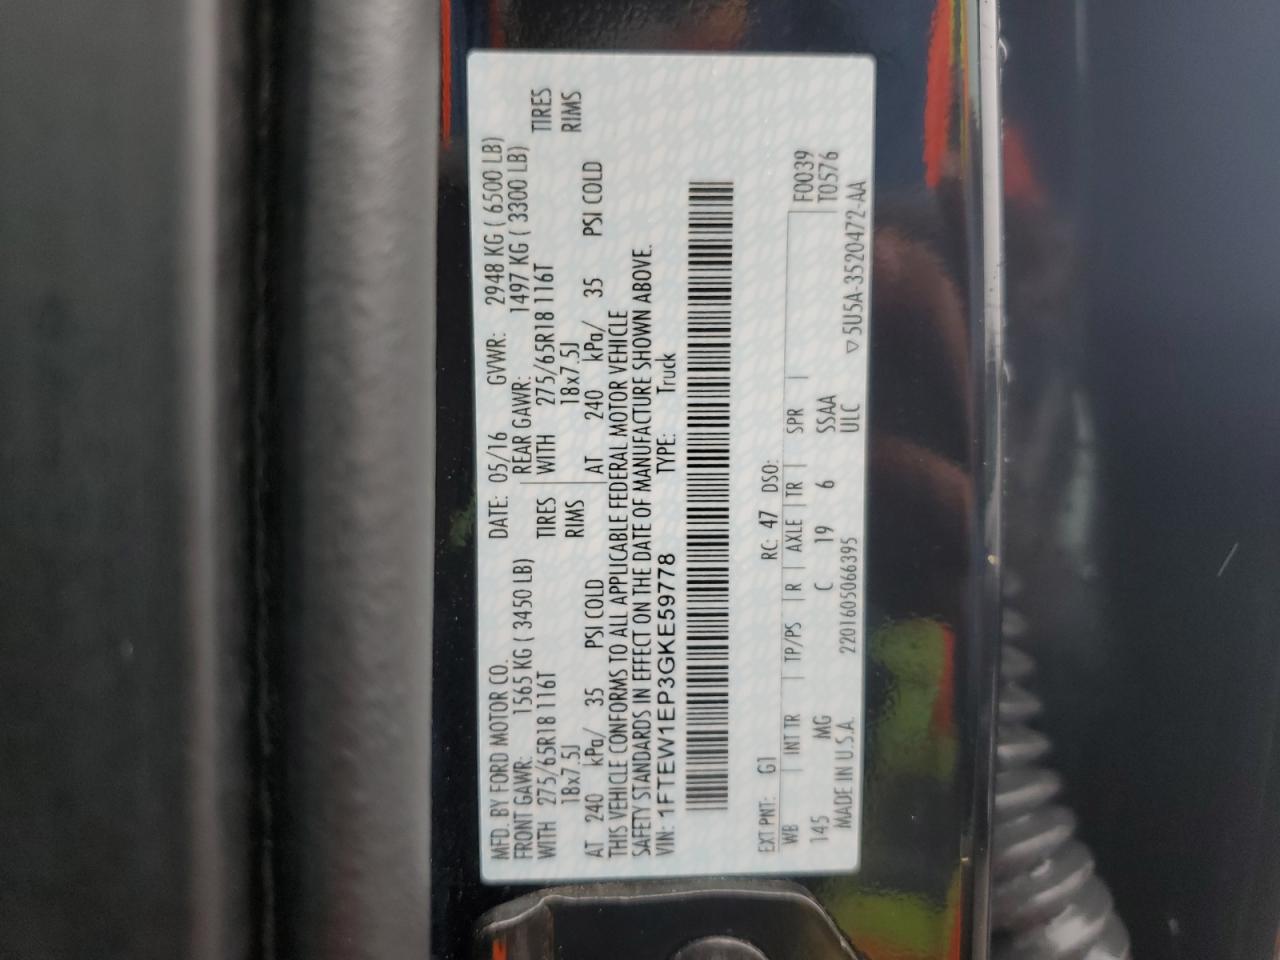 MFD. BY FORD MOTOR CO. DATE: 05/16 GVWR: 2948 KG ( 6500 LB)
FRONT GAWR: 1565 KG ( 3450 LB) REAR GAWR: 1497 KG ( 3300 LB)
WITH 275/65R18 116T TIRES WITH 275/65R18 116T TIRES
18x7.5J RIMS 18x7.5J RIMS
AT 240 kPa/ 35 PSI COLD AT 240 kPa/ 35 PSI COLD
THIS VEHICLE CONFORMS TO ALL APPLICABLE FEDERAL MOTOR VEHICLE
SAFETY STANDARDS IN EFFECT ON THE DATE OF MANUFACTURE SHOWN ABOVE.
VIN: 1FTEW1EP3GKE59778 TYPE: Truck
EXT PNT: G1 RC: 47 DSO:
WB INT TR TP/PS R AXLE TR SPR F0039
145 MG C 19 6 SSAA T0576
MADE IN U.S.A. 2201605066395 ULC ▽5U5A-3520472-AA